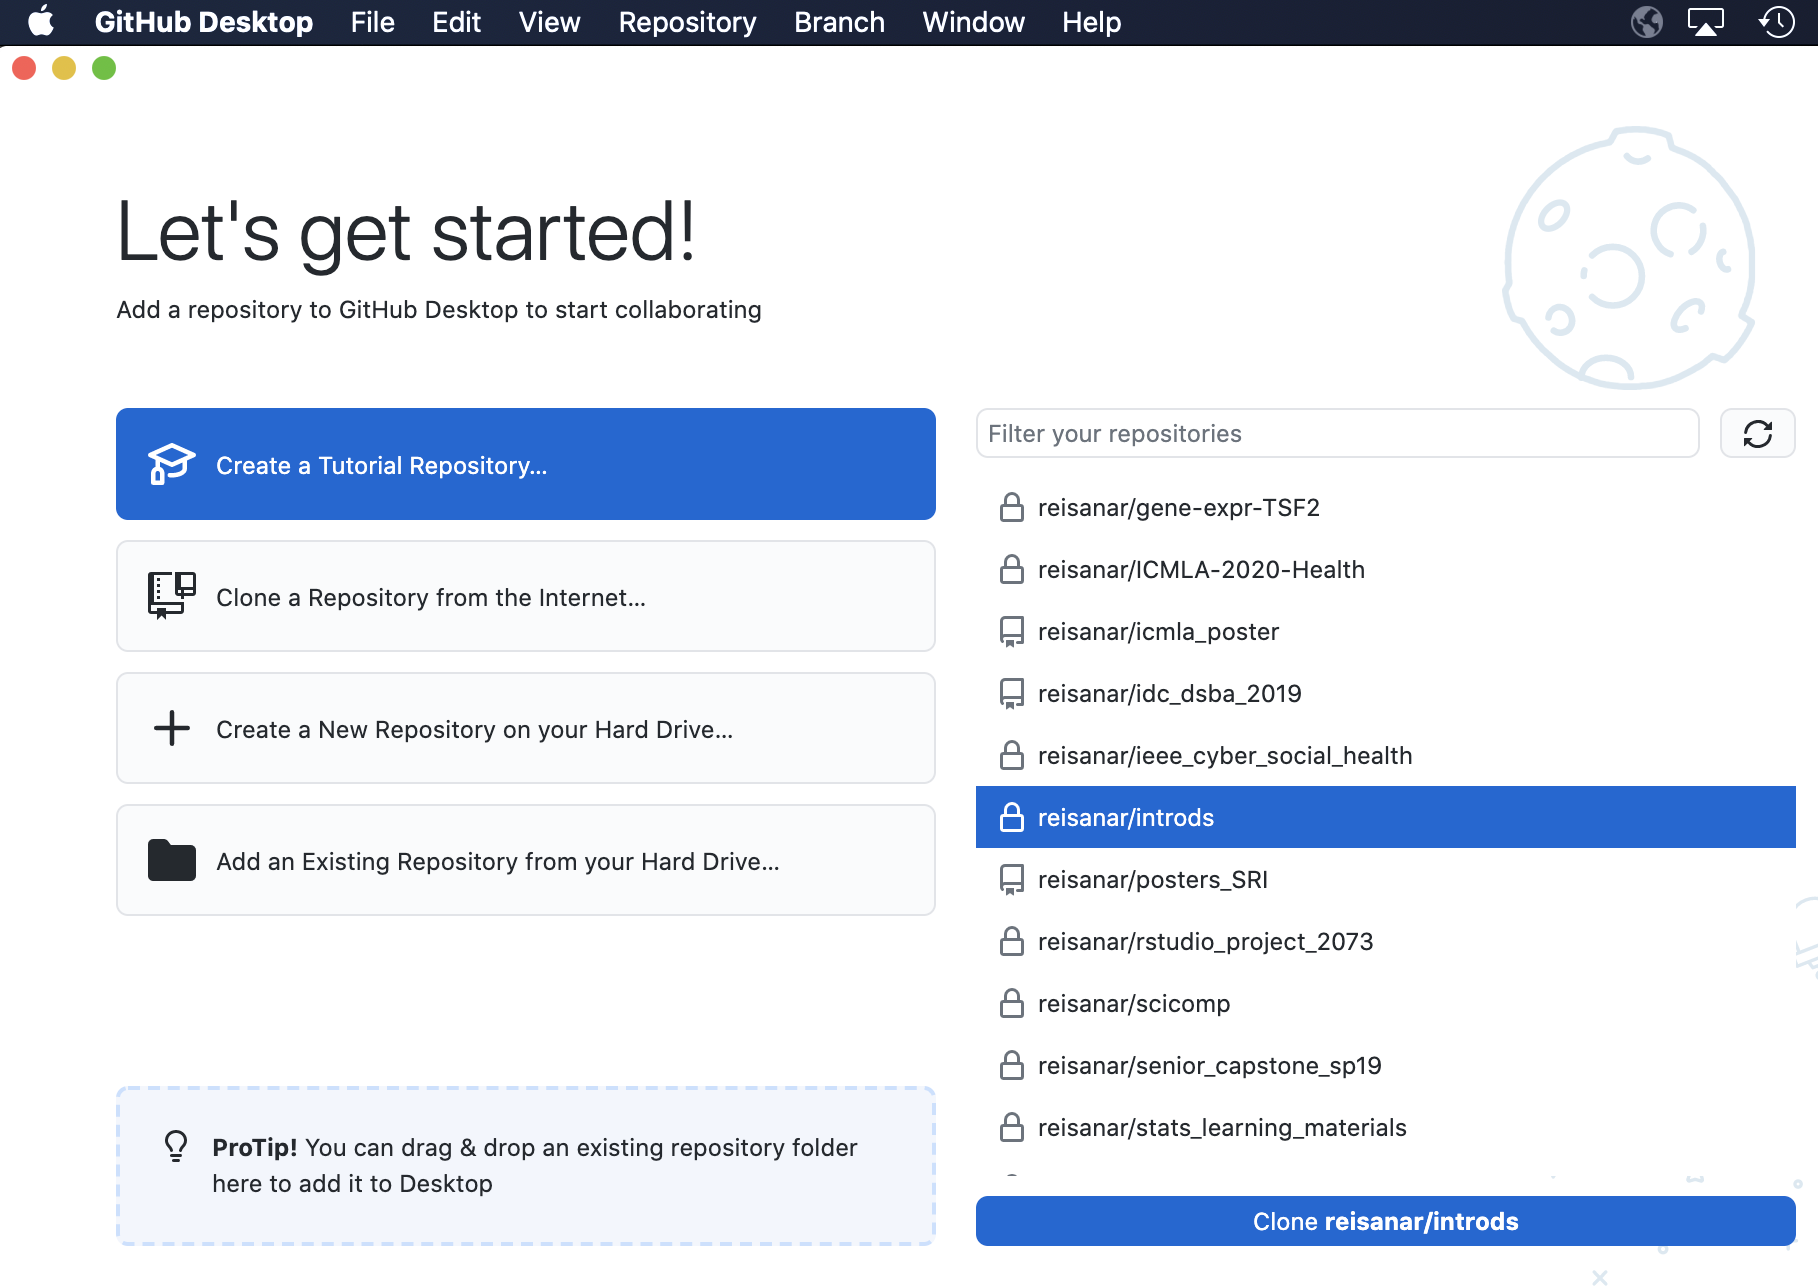 GitHub Desktop File Edit View Repository Branch Window Help
Let's get started!
Add a repository to GitHub Desktop to start collaborating
Create a Tutorial Repository...
Clone a Repository from the Internet...
Create a New Repository on your Hard Drive...
Add an Existing Repository from your Hard Drive...
ProTip! You can drag & drop an existing repository folder
here to add it to Desktop
Filter your repositories
reisanar/gene-expr-TSF2
reisanar/ICMLA-2020-Health
reisanar/icmla_poster
reisanar/idc_dsba_2019
reisanar/ieee_cyber_social_health
reisanar/introds
reisanar/posters_SRI
reisanar/rstudio_project_2073
reisanar/scicomp
reisanar/senior_capstone_sp19
reisanar/stats_learning_materials
Clone reisanar/introds